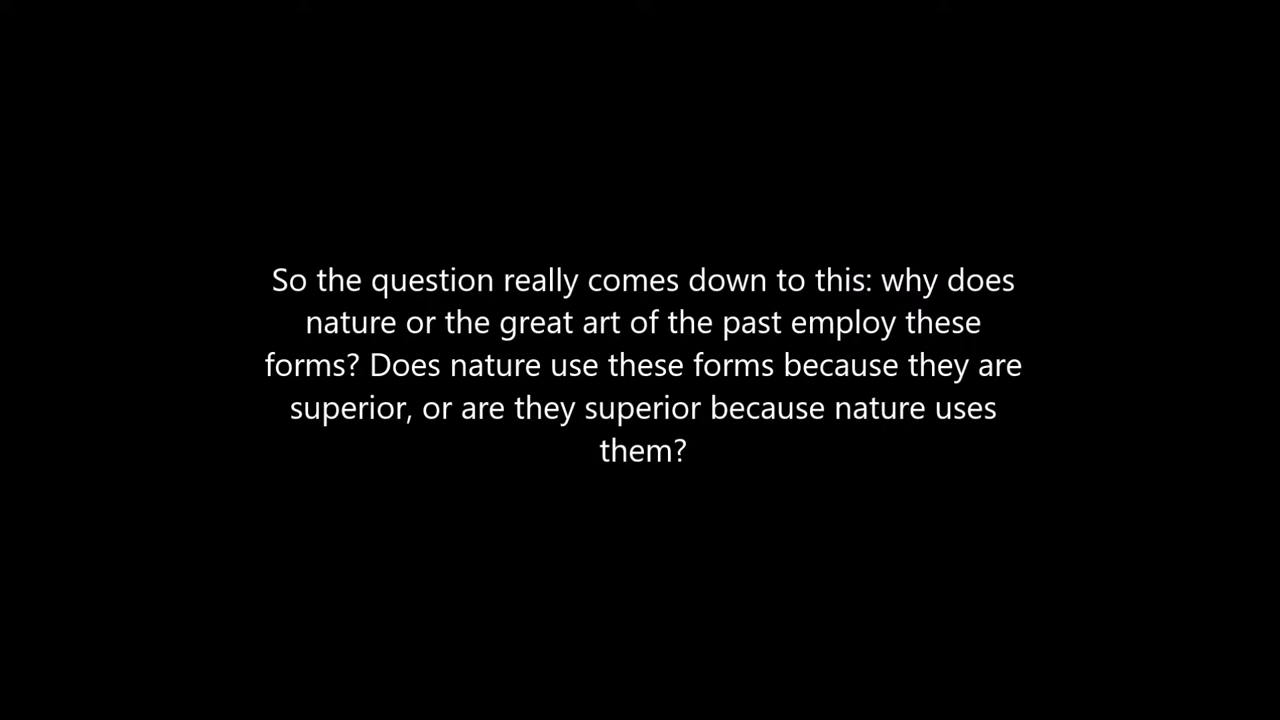 So the question really comes down to this: why does
nature or the great art of the past employ these
forms? Does nature use these forms because they are
superior, or are they superior because nature uses
them?